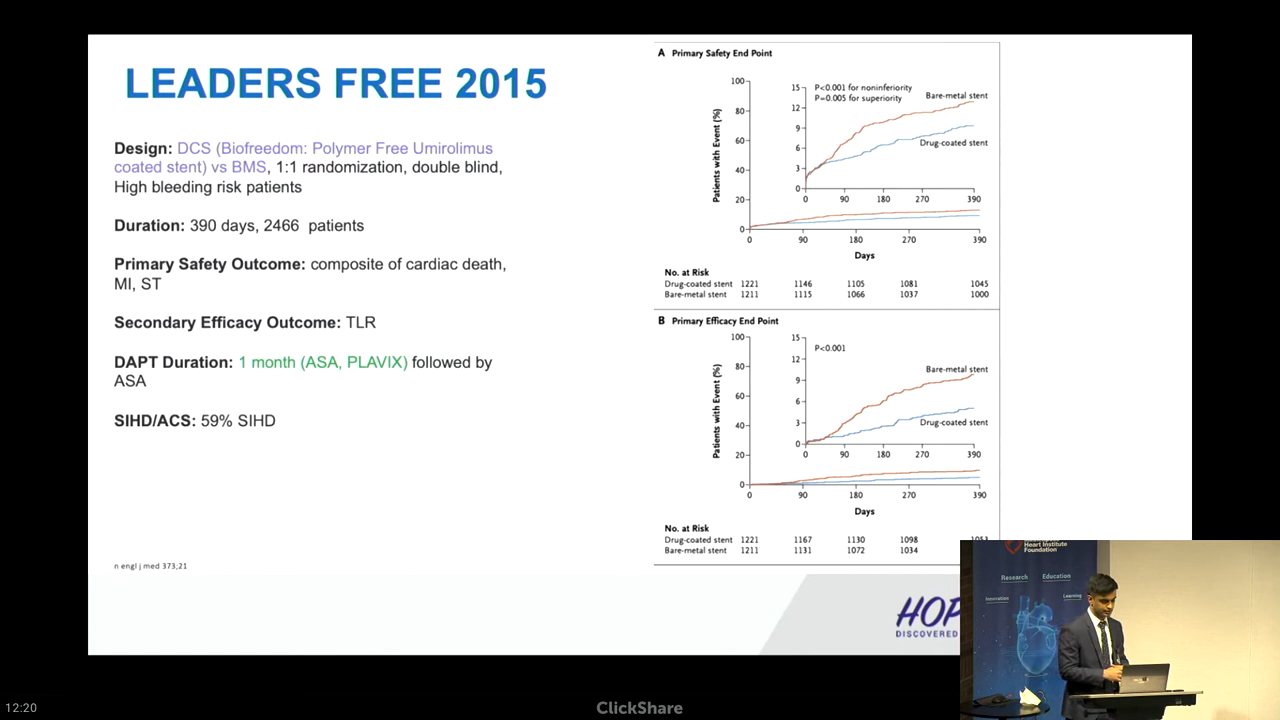 LEADERS FREE 2015
Design: DCS (Biofreedom: Polymer Free Umirolimus
coated stent) vs BMS, 1:1 randomization, double blind,
High bleeding risk patients
Duration: 390 days, 2466 patients
Primary Safety Outcome: composite of cardiac death,
MI, ST
Secondary Efficacy Outcome: TLR
DAPT Duration: 1 month (ASA, PLAVIX) followed by
ASA
SIHD/ACS: 59% SIHD
n engl j med 373;21
A Primary Safety End Point
Patients with Event (%)
100
80
60
40
20
0
15
12
9
6
3
0
P<0.001 for noninferiority
P=0.005 for superiority
Bare-metal stent
Drug-coated stent
0 90 180 270 390
0 90 180 270 390
Days
No. at Risk
Drug-coated stent 1221 1146 1105 1081 1045
Bare-metal stent 1211 1115 1066 1037 1000
B Primary Efficacy End Point
Patients with Event (%)
100
80
60
40
20
0
15
12
9
6
3
0
P<0.001
Bare-metal stent
Drug-coated stent
0 90 180 270 390
0 90 180 270 390
Days
No. at Risk
Drug-coated stent 1221 1167 1130 1098
Bare-metal stent 1211 1131 1072 1034
HOP
DISCOVERED
Heart Institute
Foundation
Research Education
Innovation Learning
12:20
ClickShare